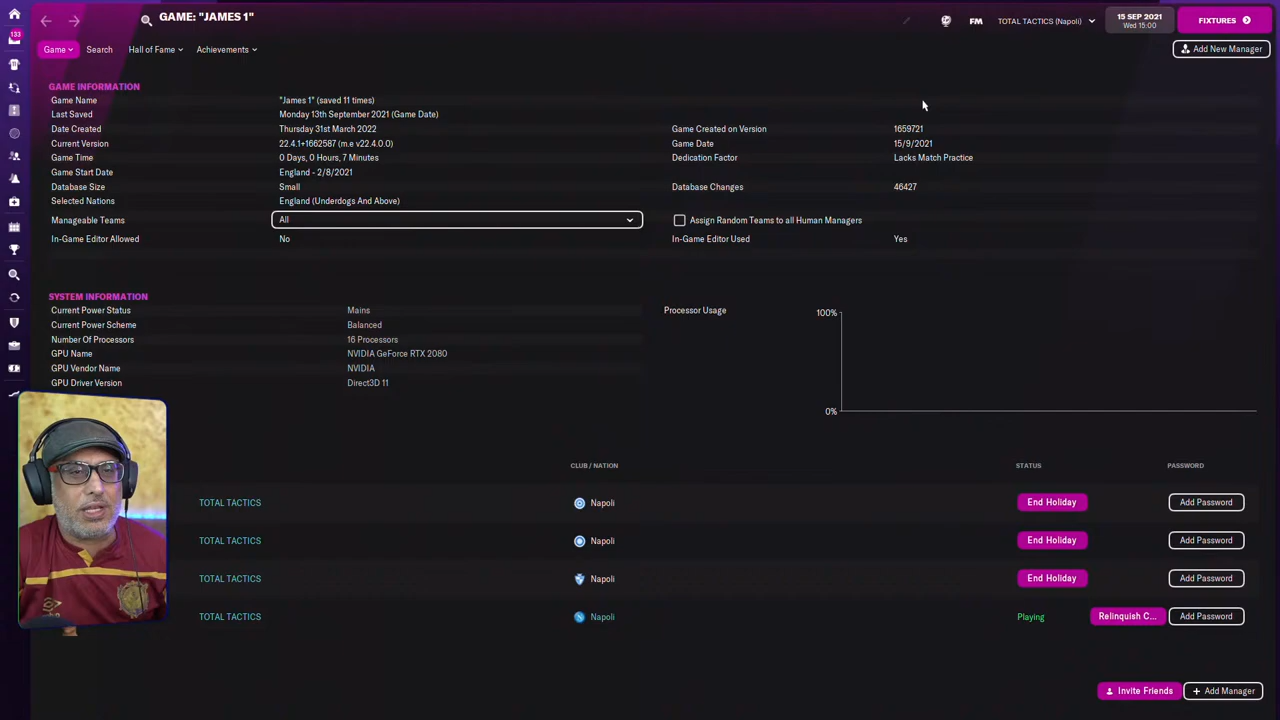 GAME: "JAMES 1"
FM
TOTAL TACTICS (Napoli)
15 SEP 2021
Wed 15:00
FIXTURES
133
Game
Search
Hall of Fame
Achievements
Add New Manager
GAME INFORMATION
Game Name "James 1" (saved 11 times)
Last Saved Monday 13th September 2021 (Game Date)
Date Created Thursday 31st March 2022 Game Created on Version 1659721
Current Version 22.4.1+1662587 (m.e v22.4.0.0) Game Date 15/9/2021
Game Time 0 Days, 0 Hours, 7 Minutes Dedication Factor Lacks Match Practice
Game Start Date England - 2/8/2021
Database Size Small Database Changes 46427
Selected Nations England (Underdogs And Above)
Manageable Teams All Assign Random Teams to all Human Managers
In-Game Editor Allowed No In-Game Editor Used Yes
SYSTEM INFORMATION
Current Power Status Mains Processor Usage 100%
Current Power Scheme Balanced
Number Of Processors 16 Processors
GPU Name NVIDIA GeForce RTX 2080
GPU Vendor Name NVIDIA
GPU Driver Version Direct3D 11
0%
CLUB / NATION STATUS PASSWORD
TOTAL TACTICS Napoli End Holiday Add Password
TOTAL TACTICS Napoli End Holiday Add Password
TOTAL TACTICS Napoli End Holiday Add Password
TOTAL TACTICS Napoli Playing Relinquish C... Add Password
Invite Friends + Add Manager